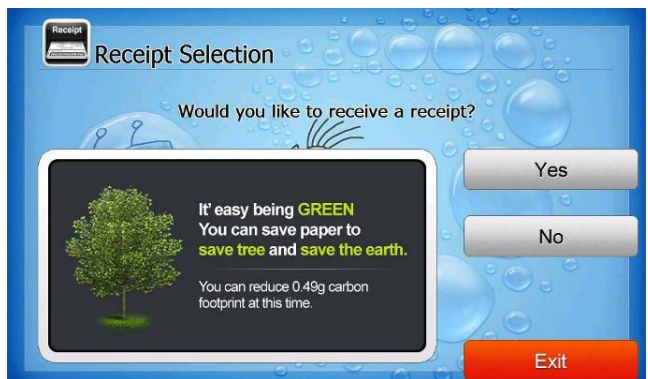 Receipt
Receipt Selection
Would you like to receive a receipt?
It' easy being GREEN
You can save paper to
save tree and save the earth.
You can reduce 0.49g carbon
footprint at this time.
Yes
No
Exit